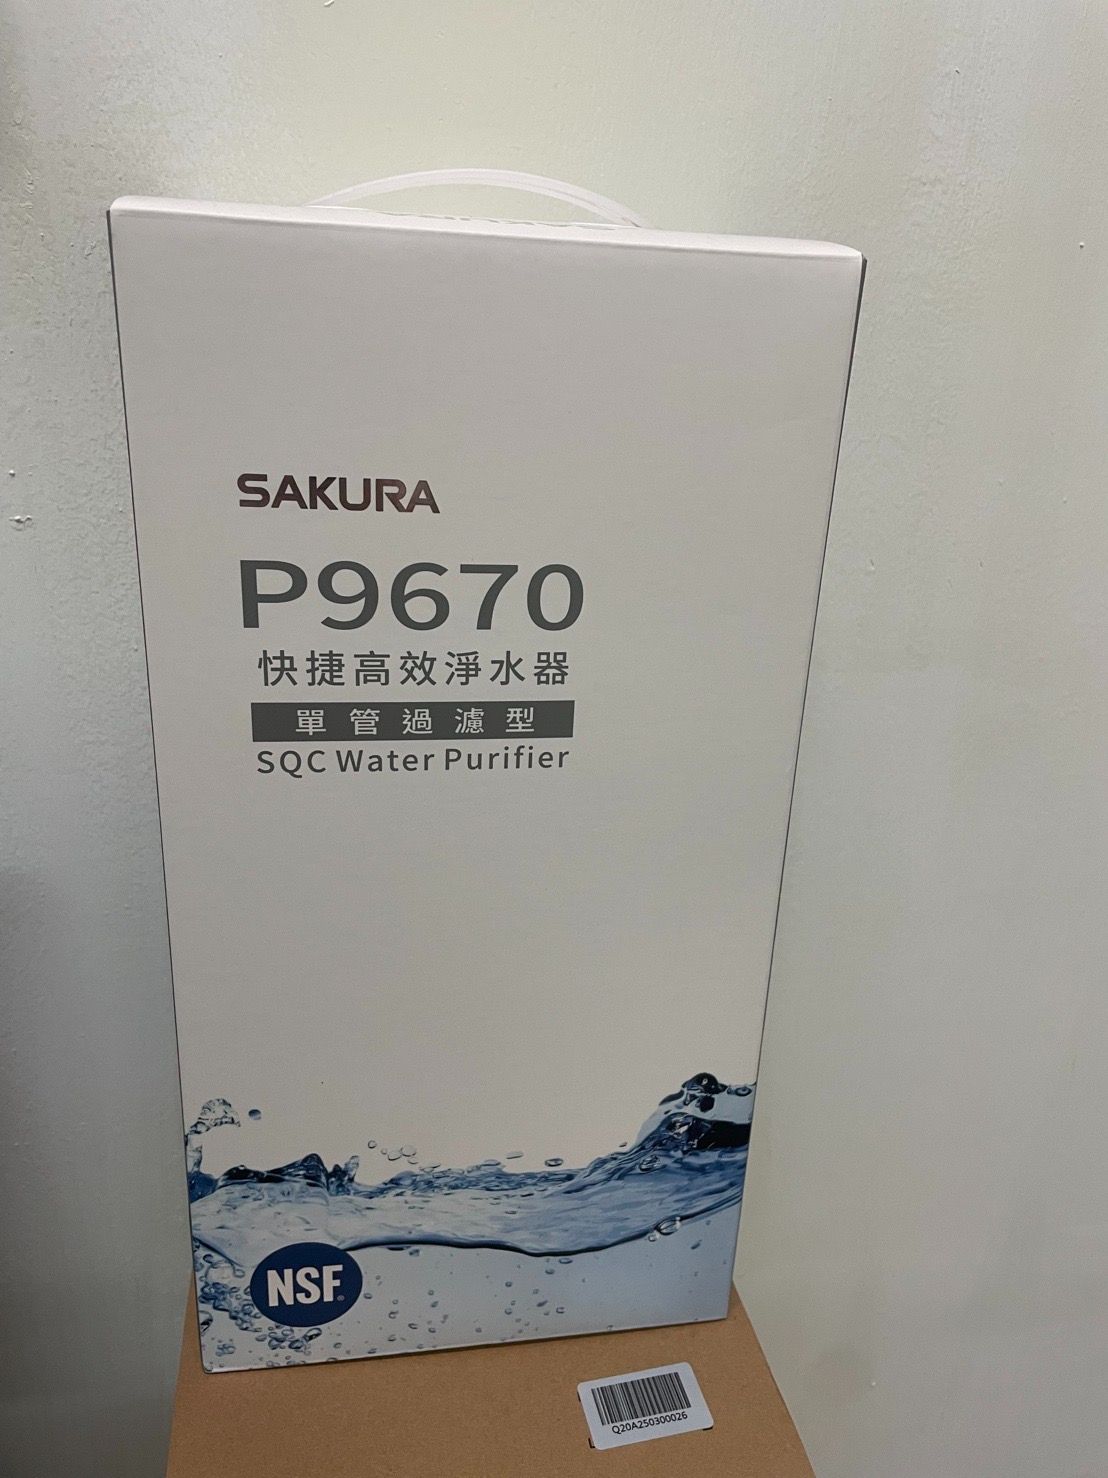 SAKURA
P9670
快捷高效淨水器
單管過濾型
SQC Water Purifier
NSF®
Q20A250300026